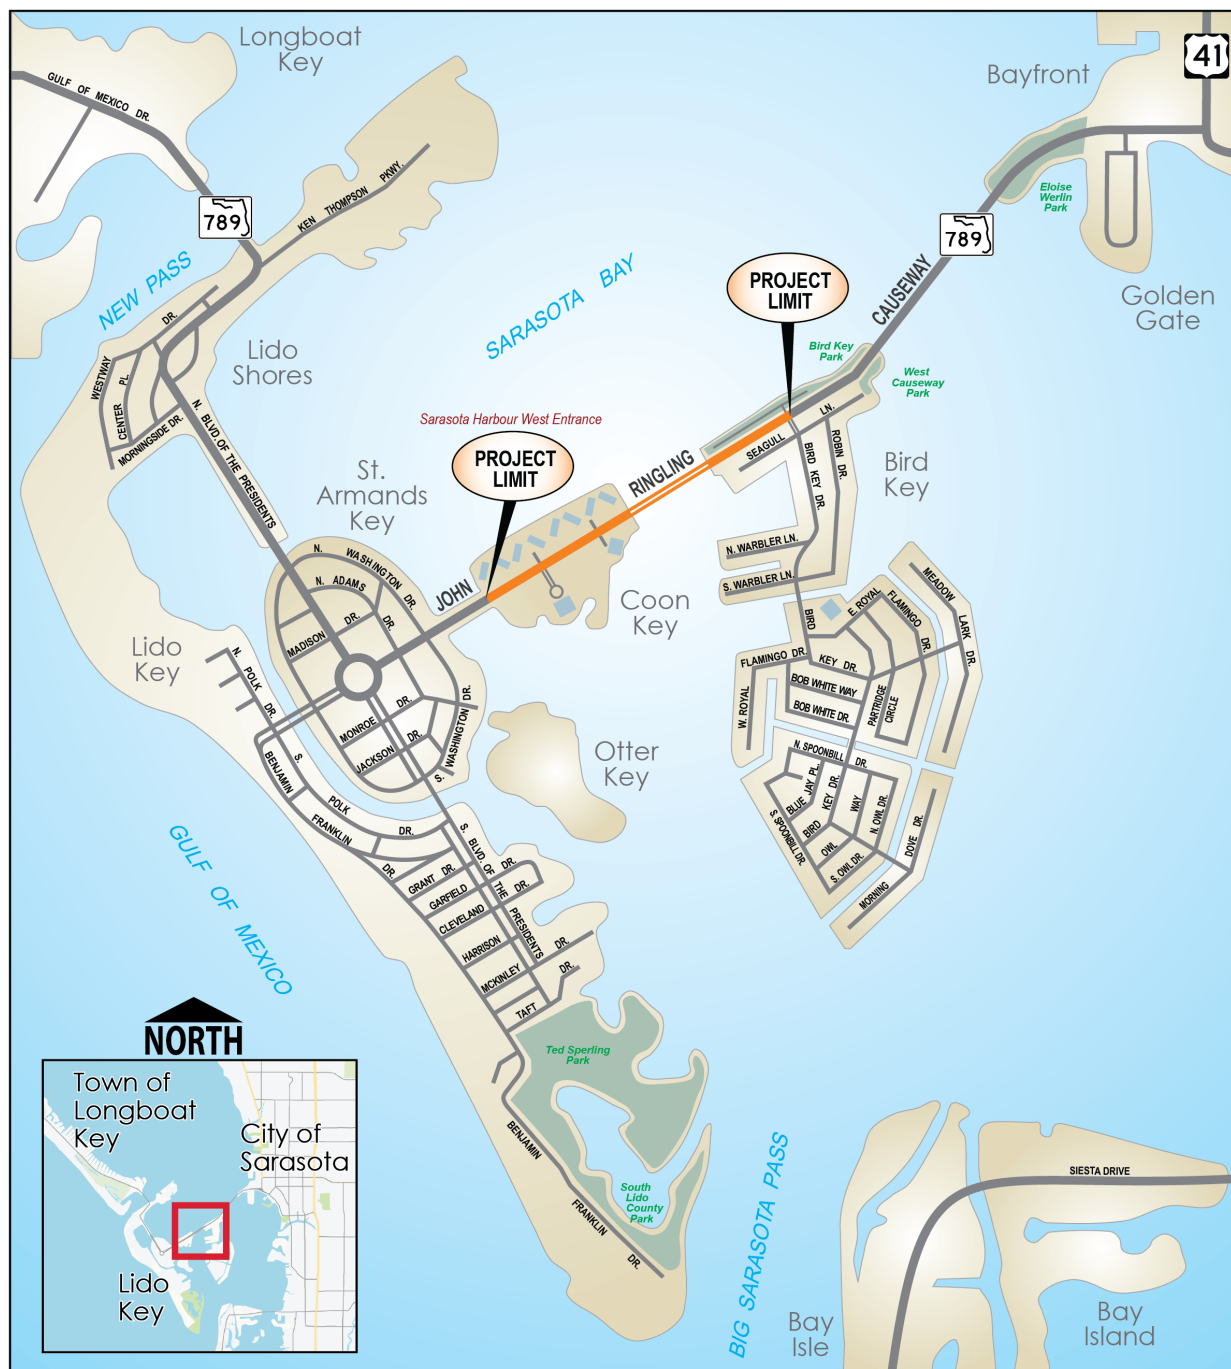 Longboat
Key
GULF OF MEXICO DR.
789
KEN THOMPSON PKWY.
NEW PASS
SARASOTA BAY
Bayfront
41
Eloise
Werlin
Park
789
CAUSEWAY
Golden
Gate
PROJECT
LIMIT
Bird Key
Park
West
Causeway
Park
Lido
Shores
DR.
WESTWAY
CENTER PL.
MORNINGSIDE DR.
N. BLVD. OF THE PRESIDENTS
Sarasota Harbour West Entrance
PROJECT
LIMIT
St.
Armands
Key
JOHN
RINGLING
SEAGULL LN.
BIRD KEY DR.
ROBIN DR.
Bird
Key
N. WARBLER LN.
S. WARBLER LN.
Coon
Key
N. WASHINGTON DR.
N. ADAMS DR.
MADISON DR.
MONROE DR.
JACKSON DR.
S. WASHINGTON DR.
Lido
Key
N. POLK DR.
S. POLK DR.
BENJAMIN
FRANKLIN
DR.
Otter
Key
BIRD
KEY DR.
E. ROYAL
FLAMINGO
DR.
MEADOW
LARK
DR.
FLAMINGO DR.
W. ROYAL
BOB WHITE WAY
BOB WHITE DR.
PARTRIDGE
CIRCLE
N. SPOONBILL DR.
BLUE JAY PL.
S. SPOONBILL DR.
BIRD
KEY DR.
OWL
WAY
N. OWL DR.
S. OWL DR.
MORNING
DOVE DR.
GULF OF MEXICO
S. BLVD. OF THE PRESIDENTS
GRANT DR.
GARFIELD DR.
CLEVELAND DR.
HARRISON
MCKINLEY DR.
TAFT DR.
Ted Sperling
Park
BENJAMIN
FRANKLIN
DR.
South
Lido
County
Park
BIG SARASOTA PASS
SIESTA DRIVE
Bay
Isle
Bay
Island
NORTH
Town of
Longboat
Key
City of
Sarasota
Lido
Key